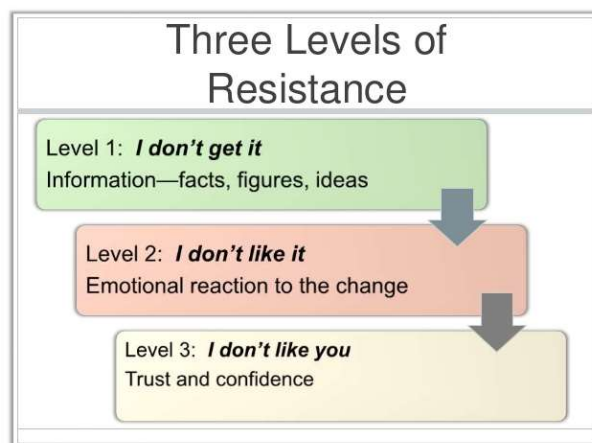 Three Levels of
Resistance
Level 1: I don't get it
Information—facts, figures, ideas
Level 2: I don't like it
Emotional reaction to the change
Level 3: I don't like you
Trust and confidence